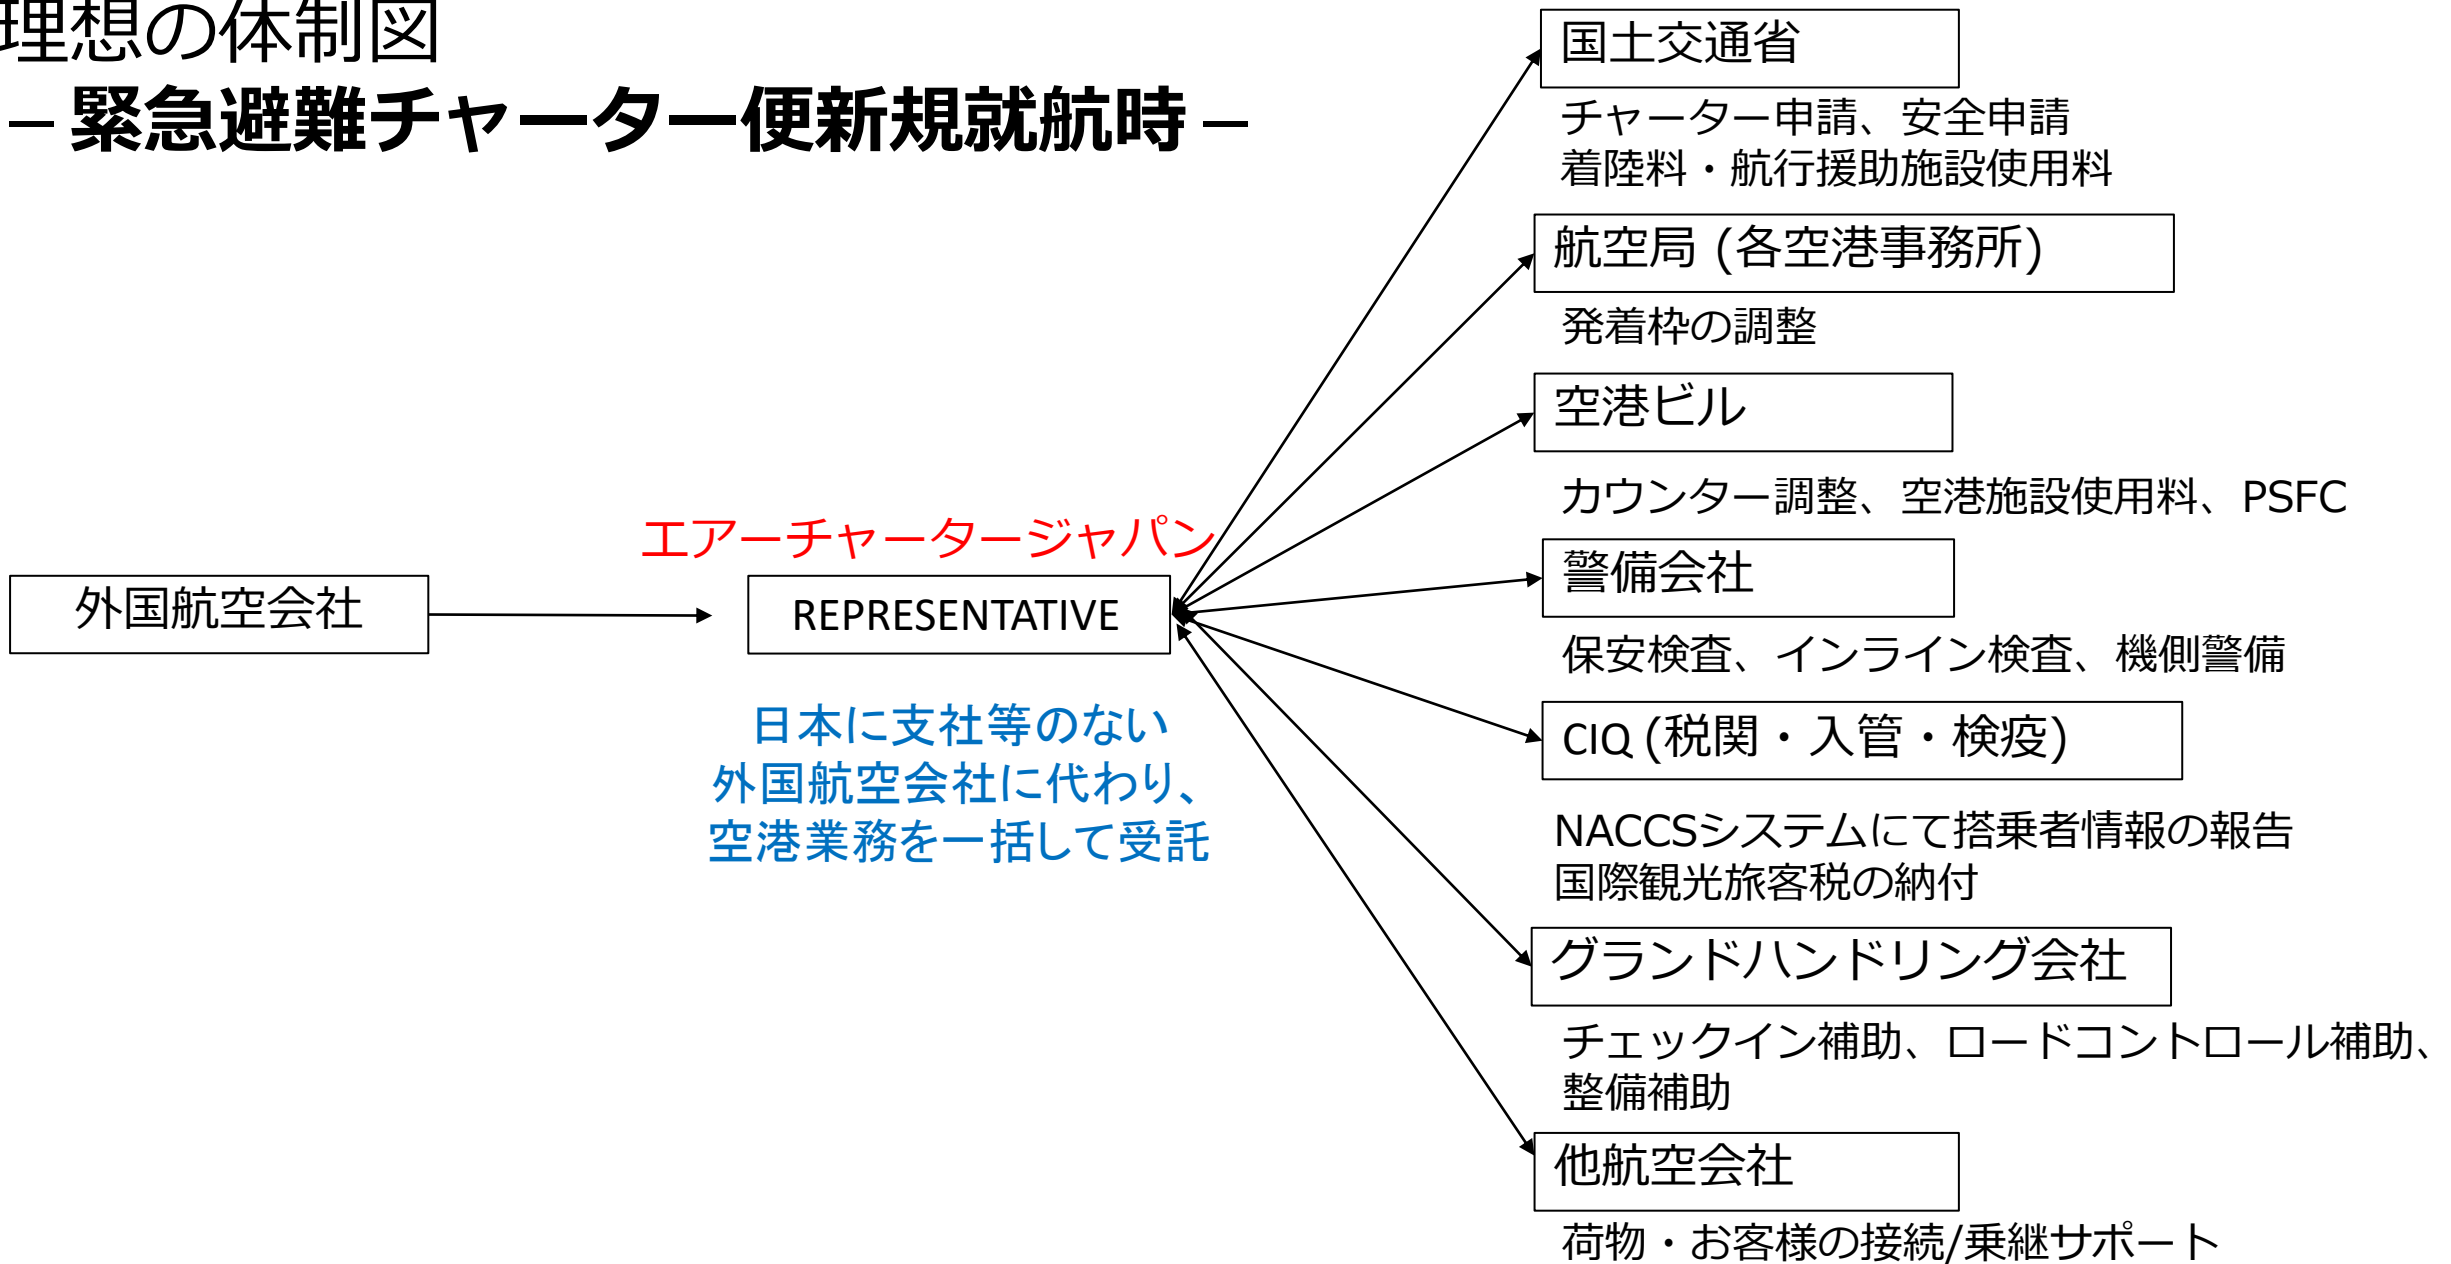 理想の体制図
– 緊急避難チャーター便新規就航時 –
外国航空会社
エアーチャータージャパン
REPRESENTATIVE
日本に支社等のない
外国航空会社に代わり、
空港業務を一括して受託
国土交通省
チャーター申請、安全申請
着陸料・航行援助施設使用料
航空局 (各空港事務所)
発着枠の調整
空港ビル
カウンター調整、空港施設使用料、PSFC
警備会社
保安検査、インライン検査、機側警備
CIQ (税関・入管・検疫)
NACCSシステムにて搭乗者情報の報告
国際観光旅客税の納付
グランドハンドリング会社
チェックイン補助、ロードコントロール補助、
整備補助
他航空会社
荷物・お客様の接続/乗継サポート